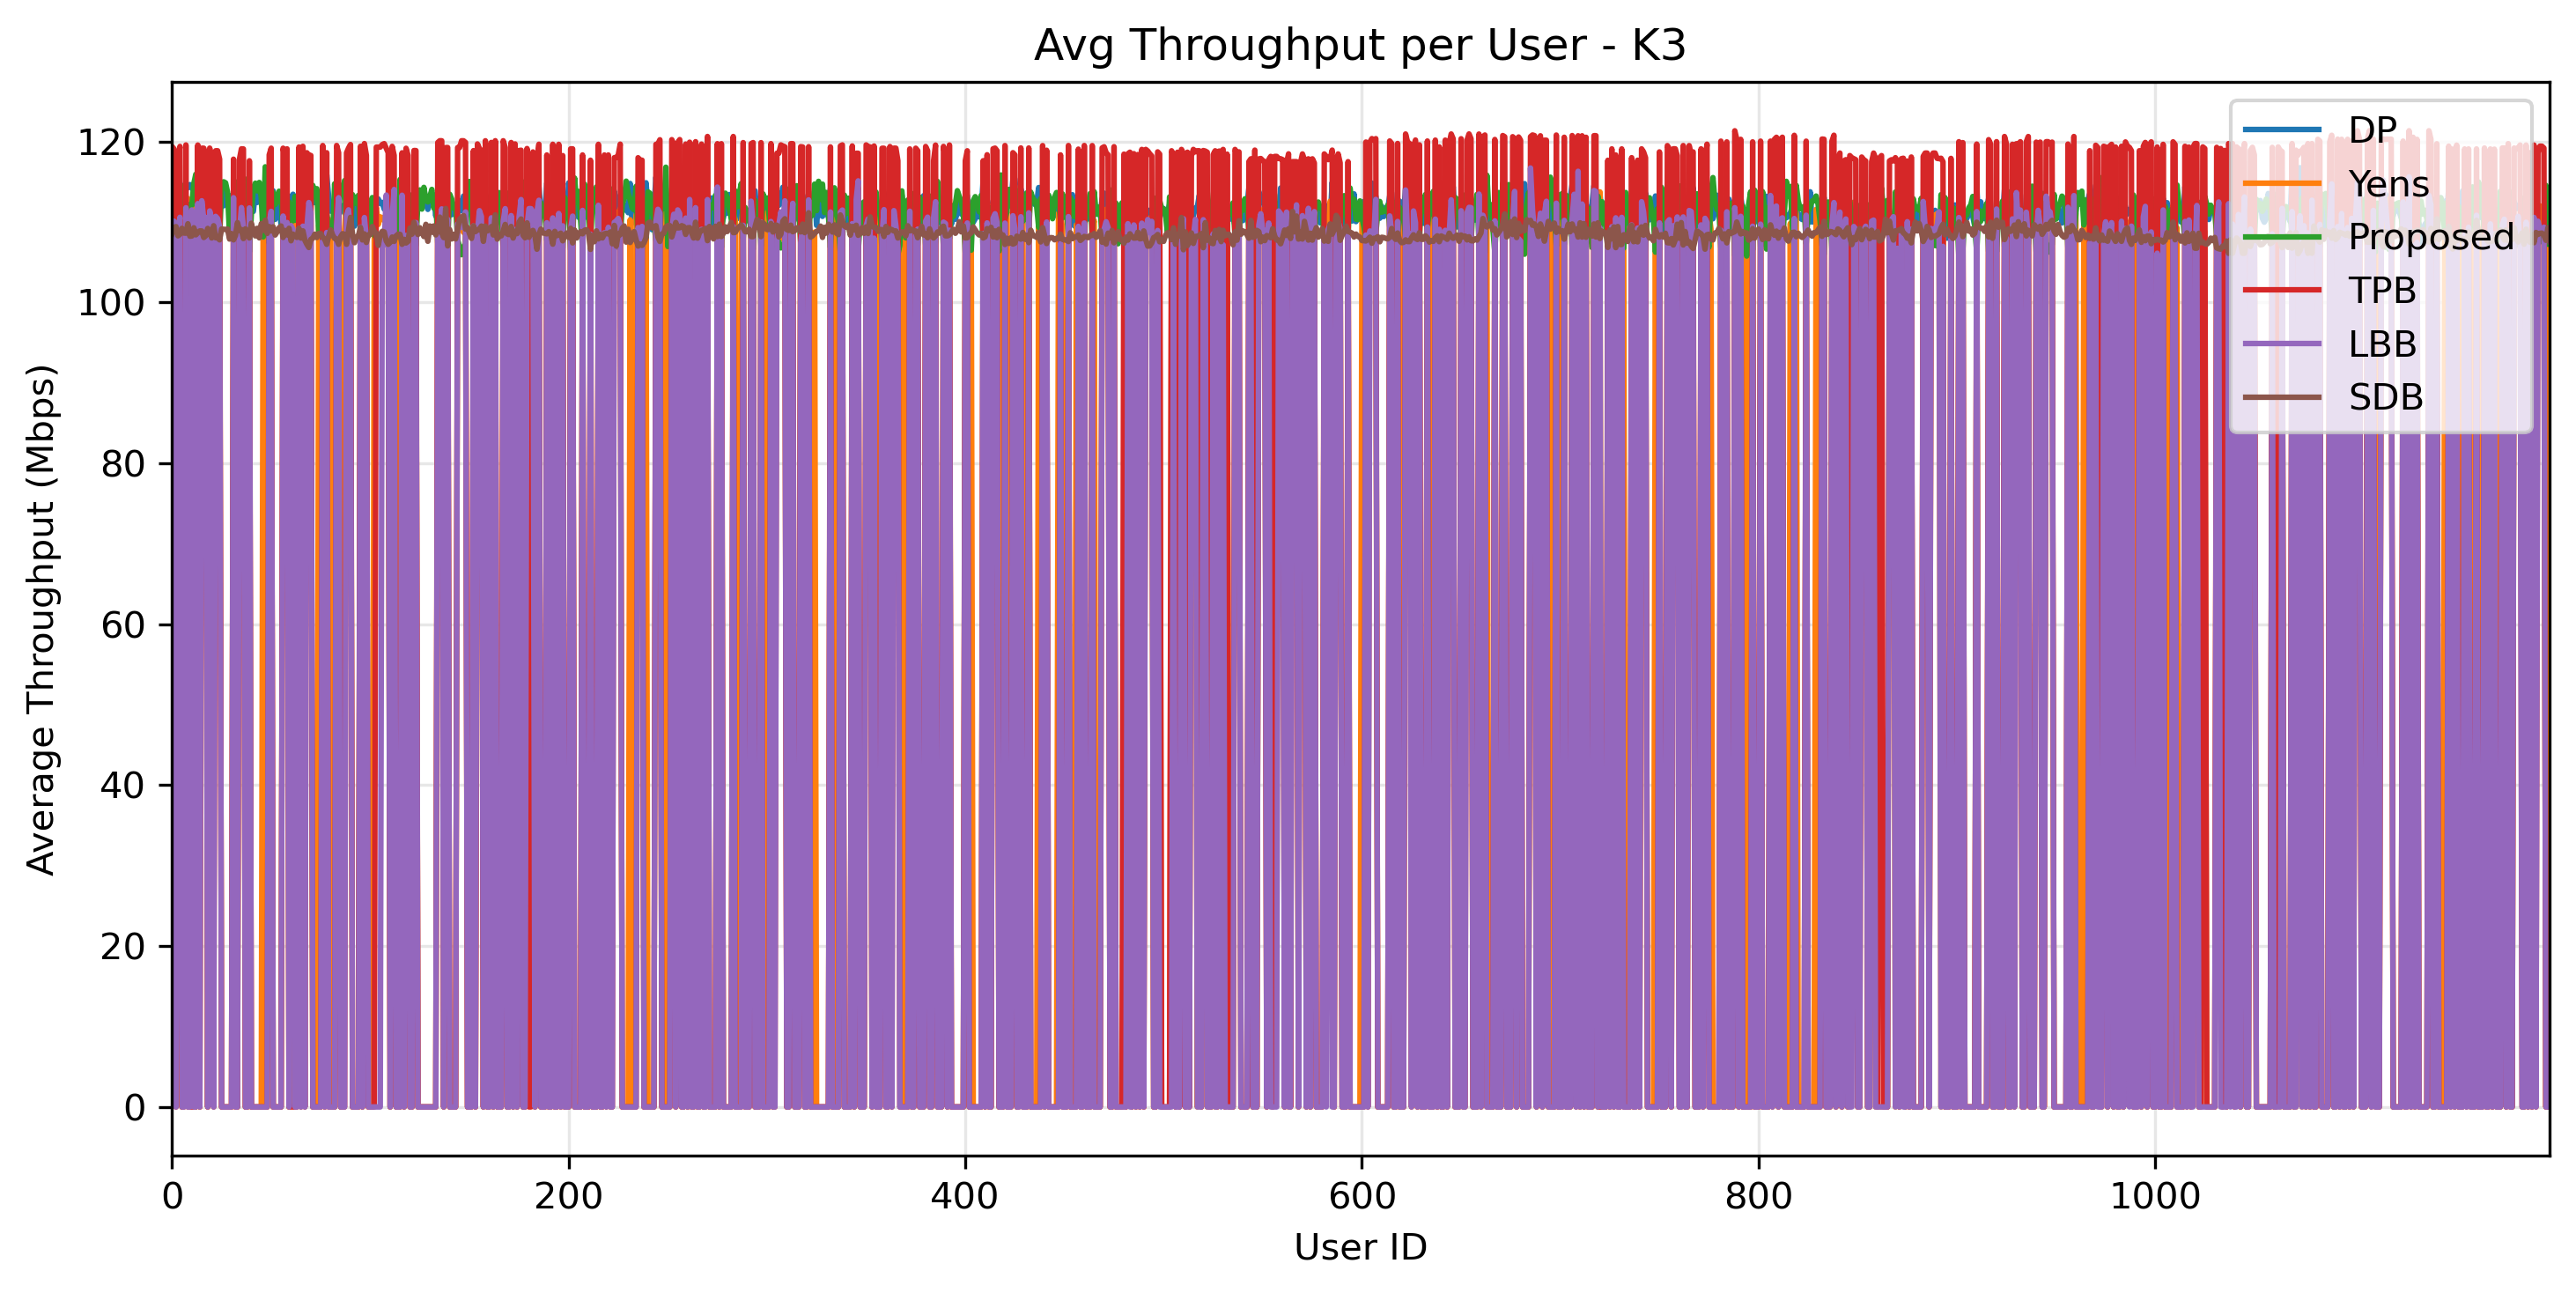 Avg Throughput per User - K3
Average Throughput (Mbps)
120
100
80
60
40
20
0
0
200
400
600
800
1000
User ID
DP
Yens
Proposed
TPB
LBB
SDB